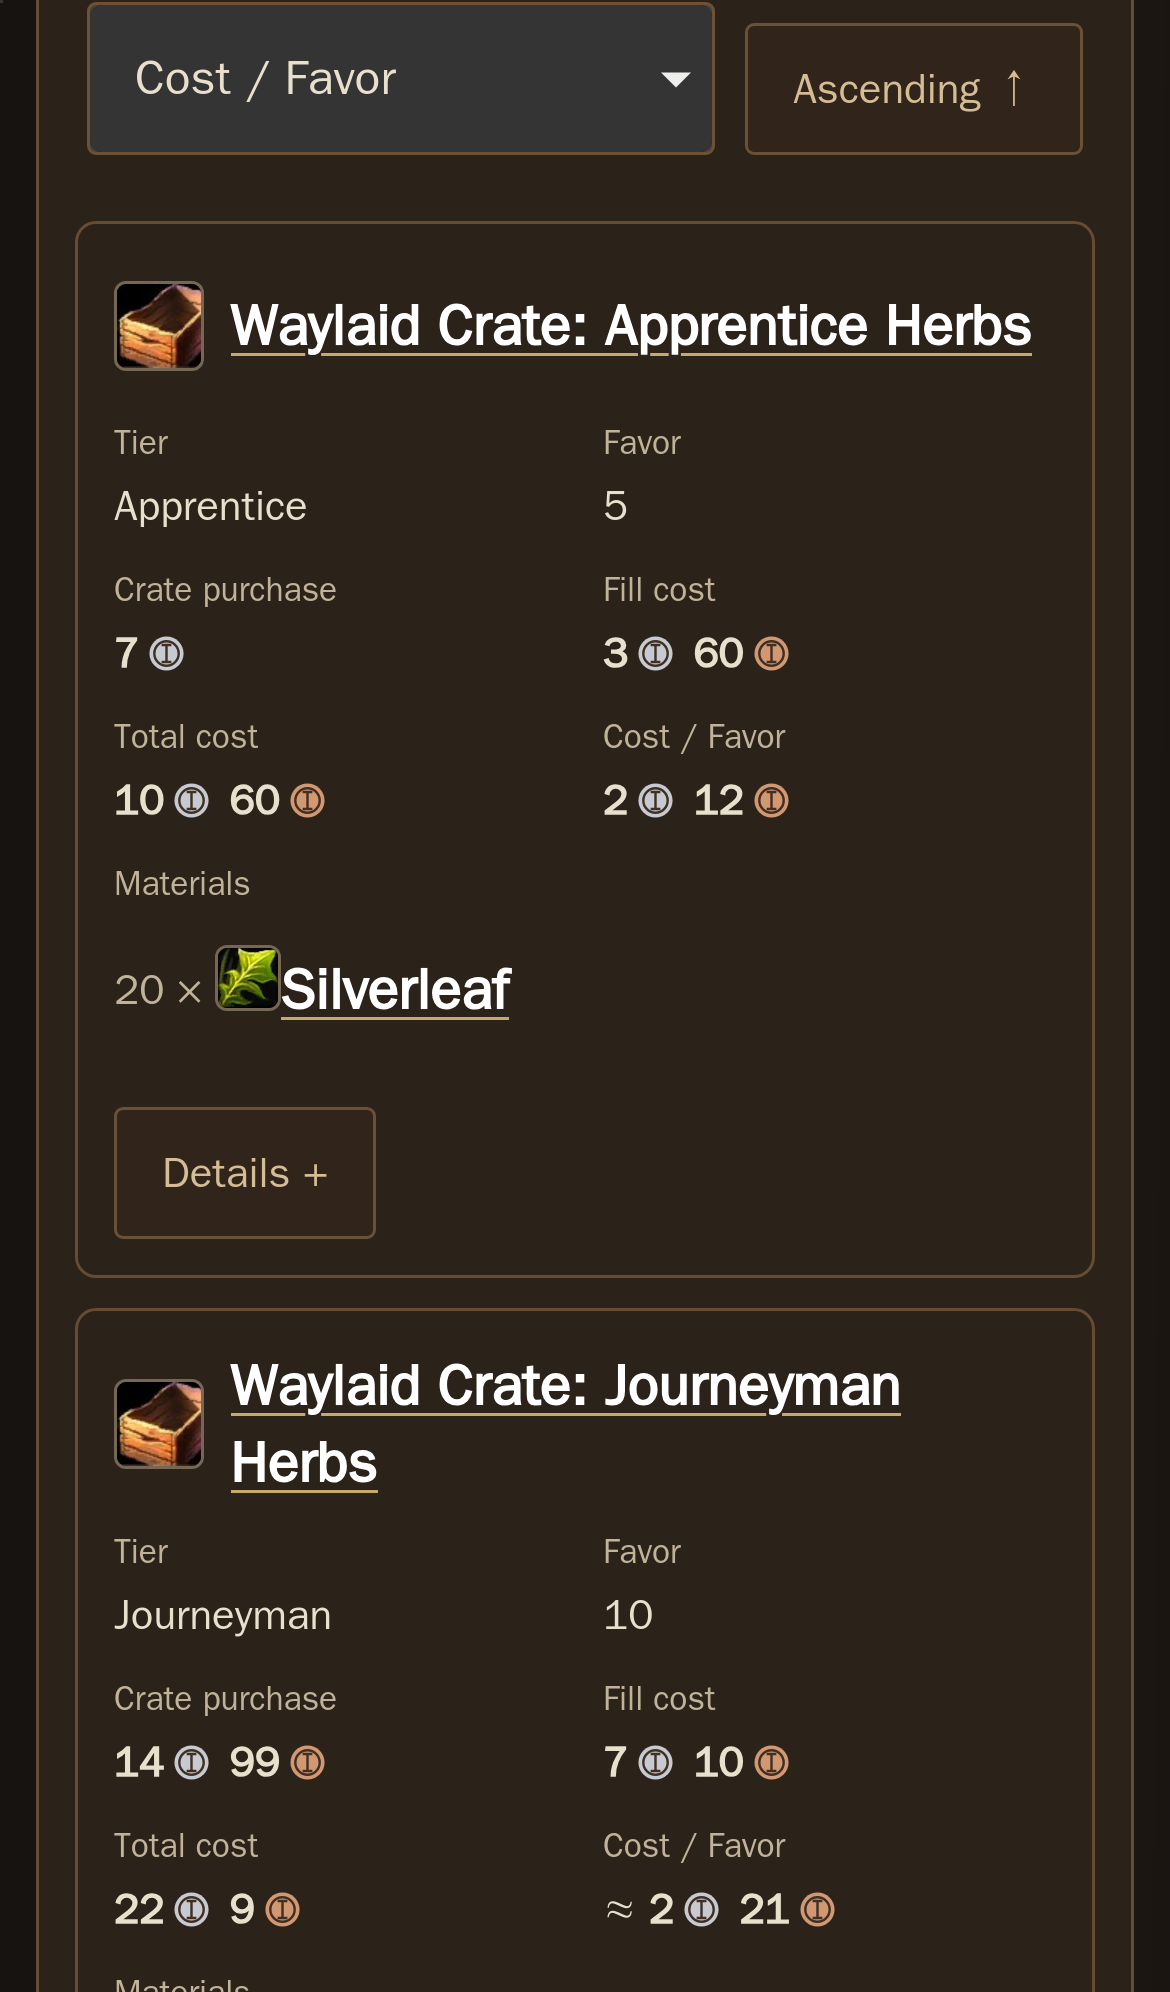 Cost / Favor
Ascending ↑
Waylaid Crate: Apprentice Herbs
Tier Favor
Apprentice 5
Crate purchase Fill cost
7 3 60
Total cost Cost / Favor
10 60 2 12
Materials
20 × Silverleaf
Details +
Waylaid Crate: Journeyman
Herbs
Tier Favor
Journeyman 10
Crate purchase Fill cost
14 99 7 10
Total cost Cost / Favor
22 9 ≈ 2 21
Materials